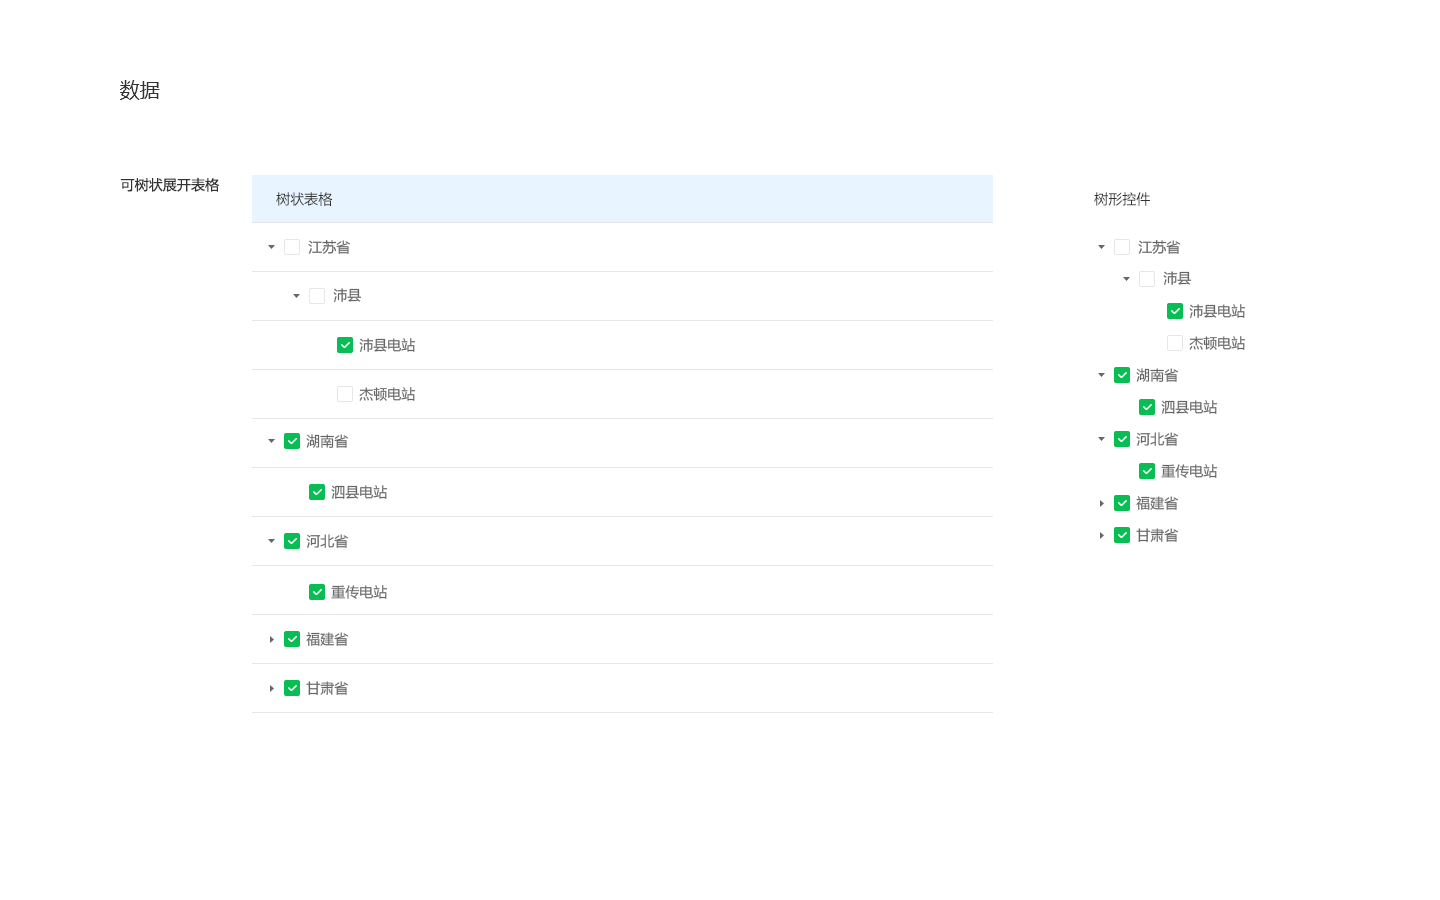 数据
可树状展开表格
树状表格
江苏省
沛县
沛县电站
杰顿电站
湖南省
泗县电站
河北省
重传电站
福建省
甘肃省
树形控件
江苏省
沛县
沛县电站
杰顿电站
湖南省
泗县电站
河北省
重传电站
福建省
甘肃省